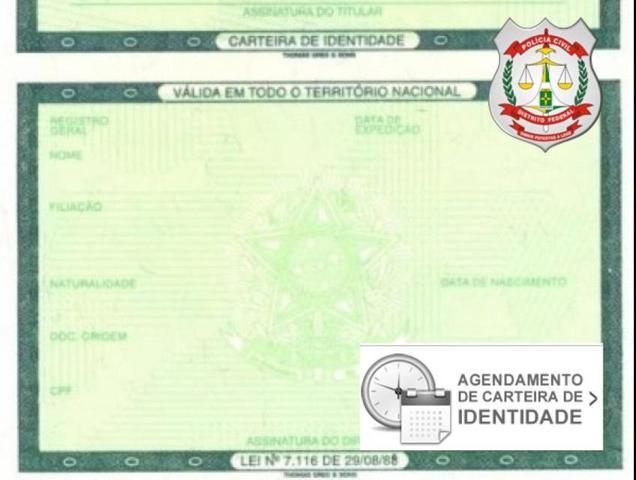 ASSINATURA DO TITULAR
CARTEIRA DE IDENTIDADE
THOMAS GREG & SONS
POLÍCIA CIVIL
DISTRITO FEDERAL
VÁLIDA EM TODO O TERRITÓRIO NACIONAL
REGISTRO
GERAL
DATA DE
EXPEDIÇÃO
NOME
FILIAÇÃO
NATURALIDADE
DATA DE NASCIMENTO
DOC. ORIGEM
CPF
AGENDAMENTO
DE CARTEIRA DE >
IDENTIDADE
ASSINATURA DO DI
LEI Nº 7.116 DE 29/08/83
THOMAS GREG & SONS